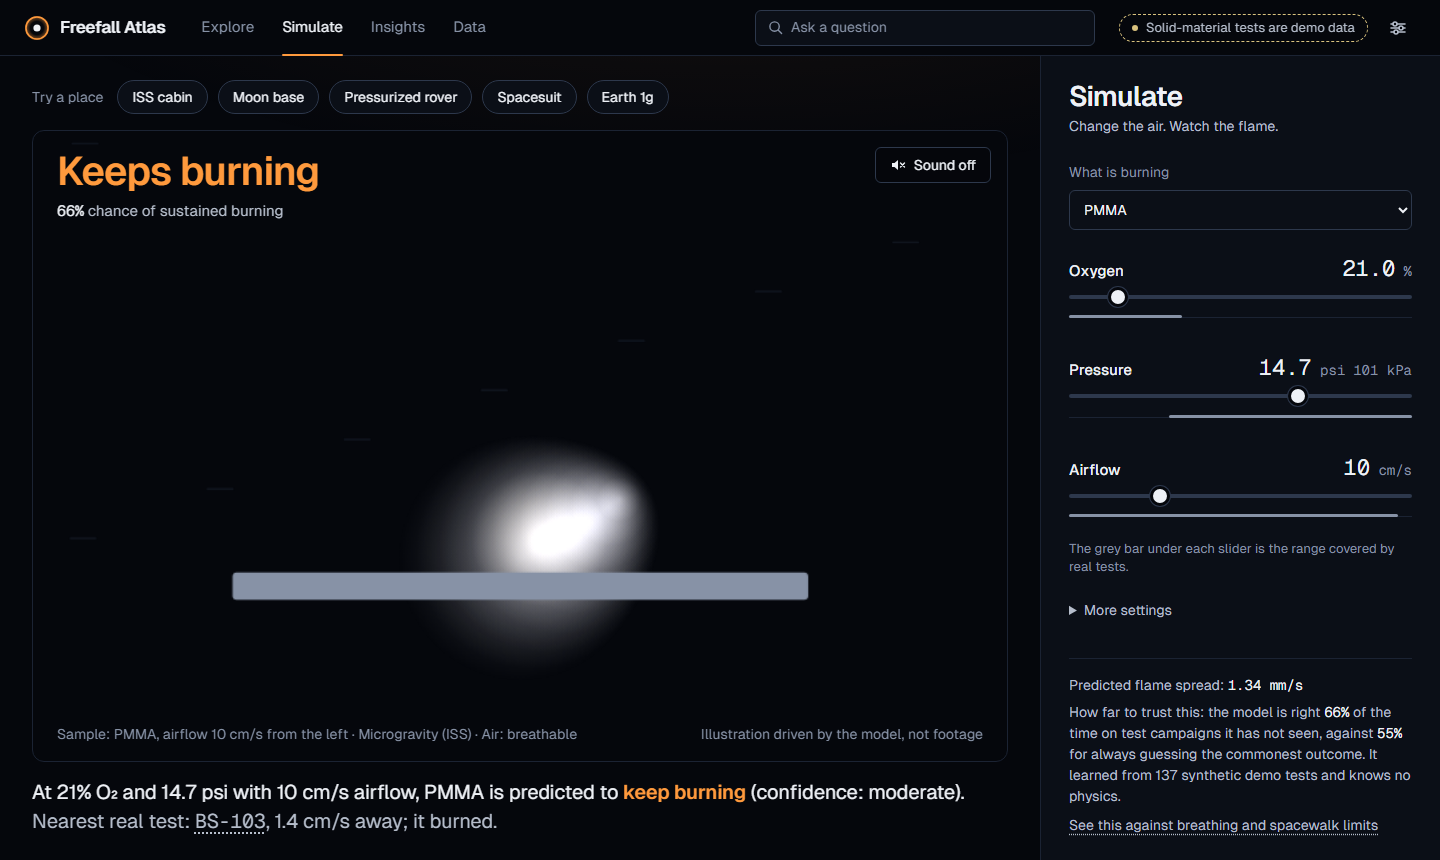 Freefall Atlas
Explore
Simulate
Insights
Data
Ask a question
Solid-material tests are demo data
Try a place
ISS cabin
Moon base
Pressurized rover
Spacesuit
Earth 1g
Keeps burning
66% chance of sustained burning
Sound off
Sample: PMMA, airflow 10 cm/s from the left · Microgravity (ISS) · Air: breathable
Illustration driven by the model, not footage
At 21% O₂ and 14.7 psi with 10 cm/s airflow, PMMA is predicted to keep burning (confidence: moderate).
Nearest real test: BS-103, 1.4 cm/s away; it burned.
Simulate
Change the air. Watch the flame.
What is burning
PMMA
Oxygen
21.0 %
Pressure
14.7 psi 101 kPa
Airflow
10 cm/s
The grey bar under each slider is the range covered by
real tests.
More settings
Predicted flame spread: 1.34 mm/s
How far to trust this: the model is right 66% of the
time on test campaigns it has not seen, against 55%
for always guessing the commonest outcome. It
learned from 137 synthetic demo tests and knows no
physics.
See this against breathing and spacewalk limits